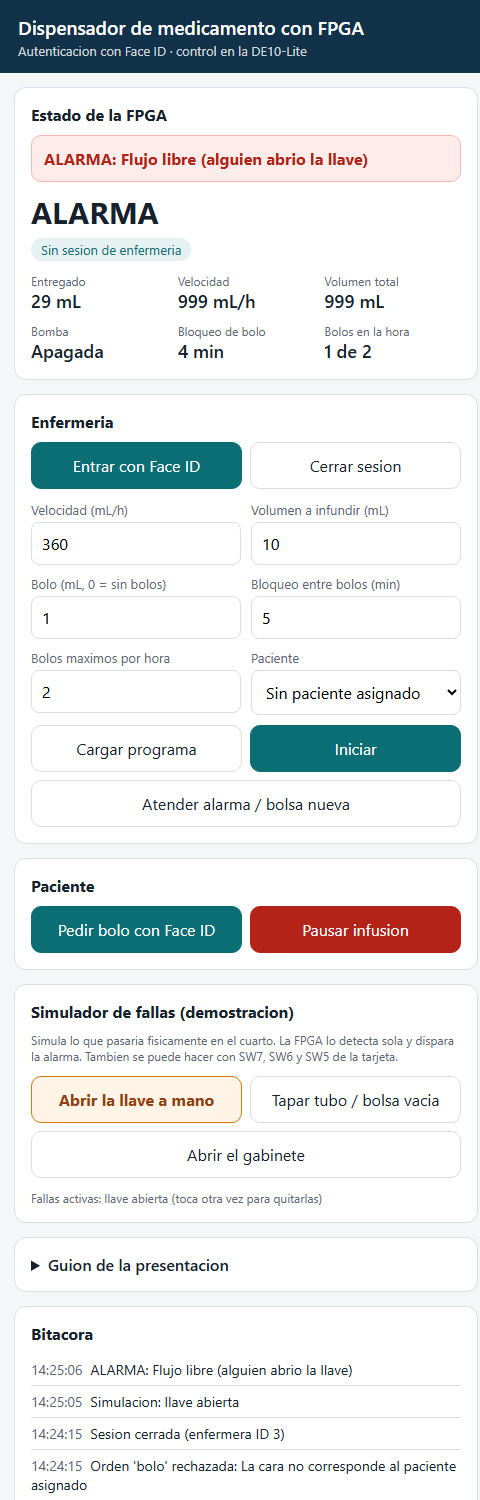 Dispensador de medicamento con FPGA
Autenticacion con Face ID · control en la DE10-Lite
Estado de la FPGA
ALARMA: Flujo libre (alguien abrio la llave)
ALARMA
Sin sesion de enfermeria
Entregado Velocidad Volumen total
29 mL 999 mL/h 999 mL
Bomba Bloqueo de bolo Bolos en la hora
Apagada 4 min 1 de 2
Enfermeria
Entrar con Face ID Cerrar sesion
Velocidad (mL/h) Volumen a infundir (mL)
360 10
Bolo (mL, 0 = sin bolos) Bloqueo entre bolos (min)
1 5
Bolos maximos por hora Paciente
2 Sin paciente asignado
Cargar programa Iniciar
Atender alarma / bolsa nueva
Paciente
Pedir bolo con Face ID Pausar infusion
Simulador de fallas (demostracion)
Simula lo que pasaria fisicamente en el cuarto. La FPGA lo detecta sola y dispara
la alarma. Tambien se puede hacer con SW7, SW6 y SW5 de la tarjeta.
Abrir la llave a mano Tapar tubo / bolsa vacia
Abrir el gabinete
Fallas activas: llave abierta (toca otra vez para quitarlas)
Guion de la presentacion
Bitacora
14:25:06 ALARMA: Flujo libre (alguien abrio la llave)
14:25:05 Simulacion: llave abierta
14:24:15 Sesion cerrada (enfermera ID 3)
14:24:15 Orden 'bolo' rechazada: La cara no corresponde al paciente
asignado